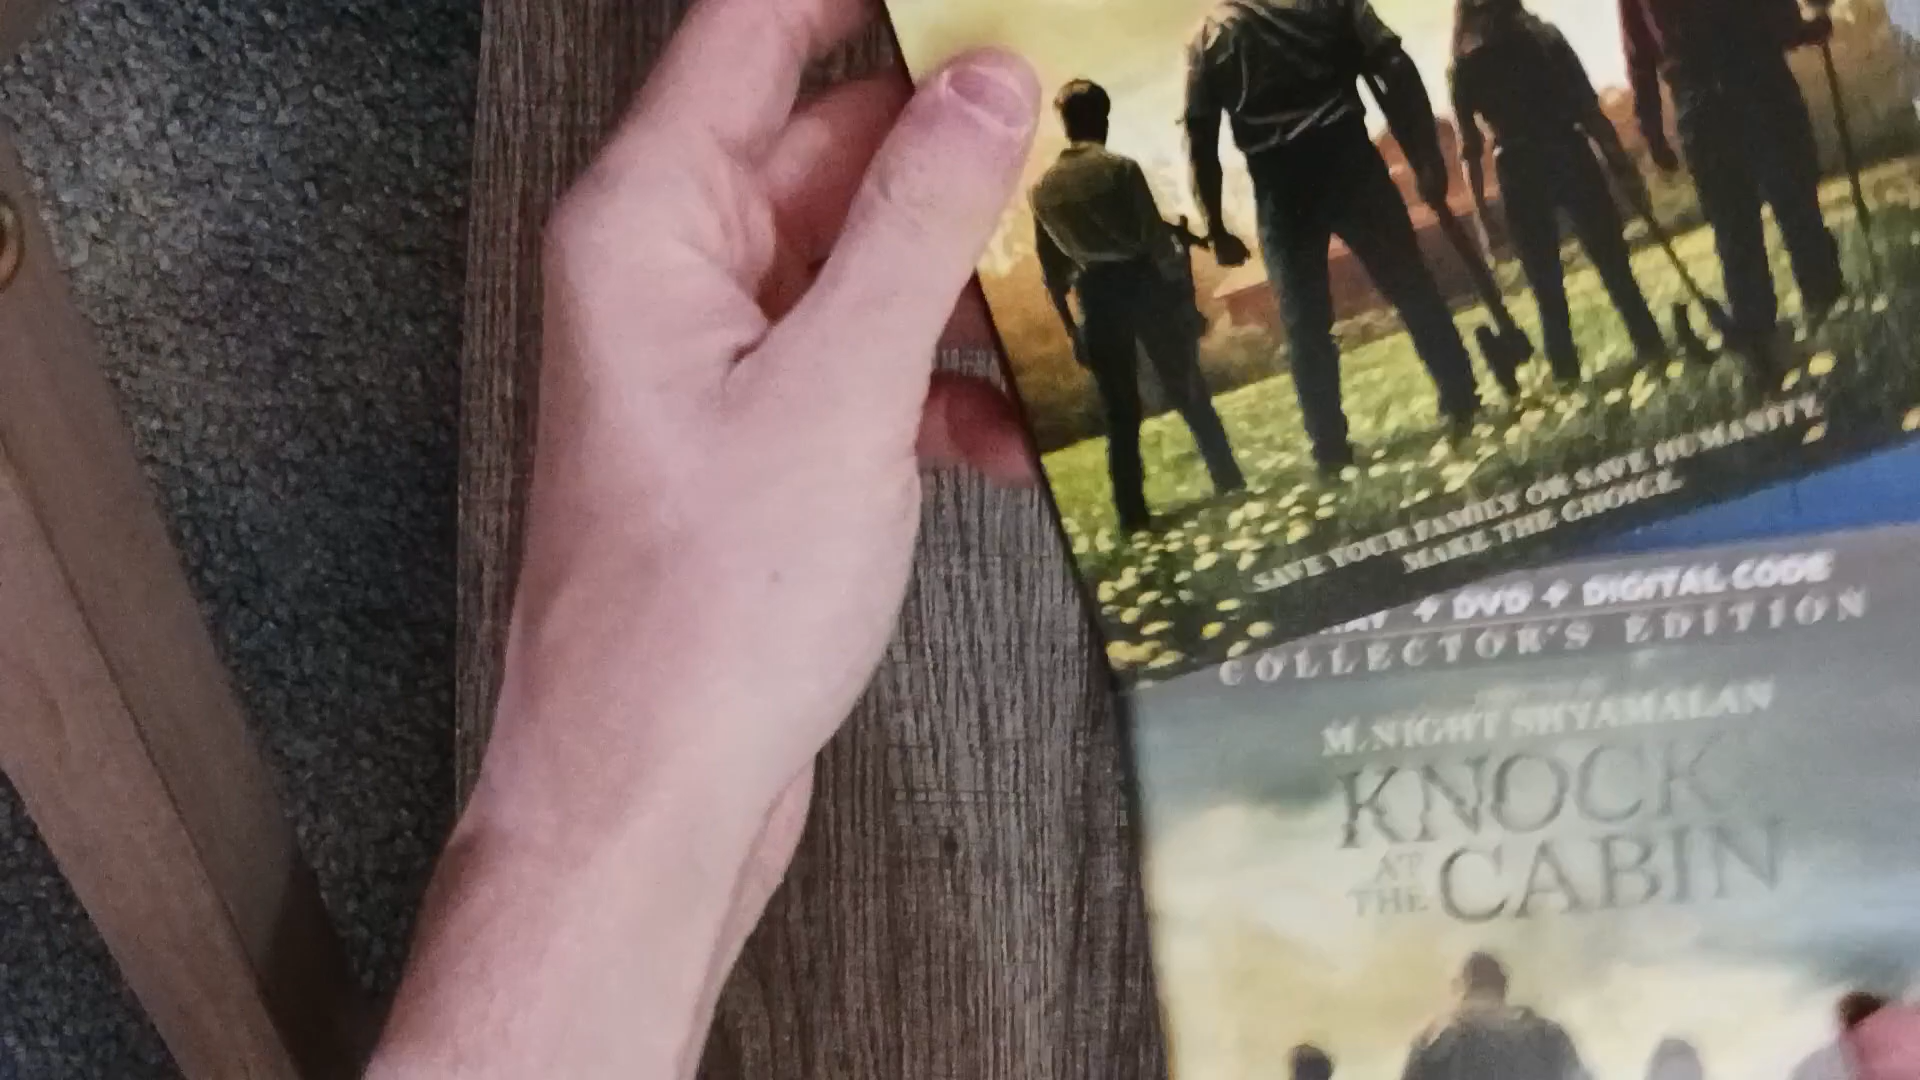 SAVE YOUR FAMILY OR SAVE HUMANITY.
MAKE THE CHOICE.
+ DVD + DIGITAL CODE
COLLECTOR'S EDITION
M. NIGHT SHYAMALAN
KNOCK
AT
THE CABIN